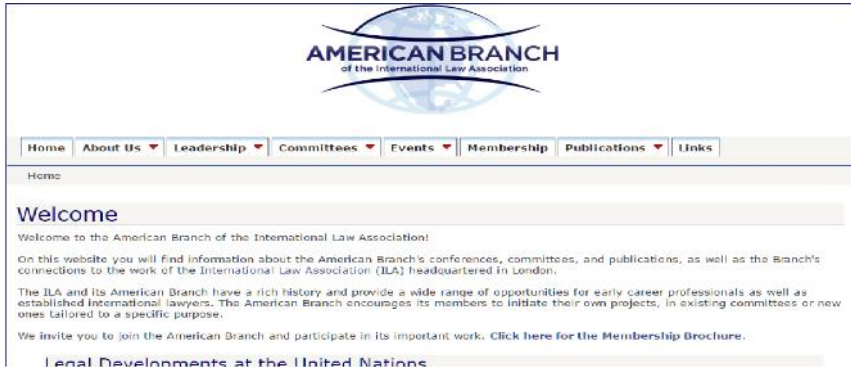 AMERICAN BRANCH
of the International Law Association
Home About Us Leadership Committees Events Membership Publications Links
Home
Welcome
Welcome to the American Branch of the International Law Association!
On this website you will find information about the American Branch's conferences, committees, and publications, as well as the Branch's
connections to the work of the International Law Association (ILA) headquartered in London.
The ILA and its American Branch have a rich history and provide a wide range of opportunities for early career professionals as well as
established international lawyers. The American Branch encourages its members to initiate their own projects, in existing committees or new
ones tailored to a specific purpose.
We invite you to join the American Branch and participate in its important work. Click here for the Membership Brochure.
Legal Developments at the United Nations